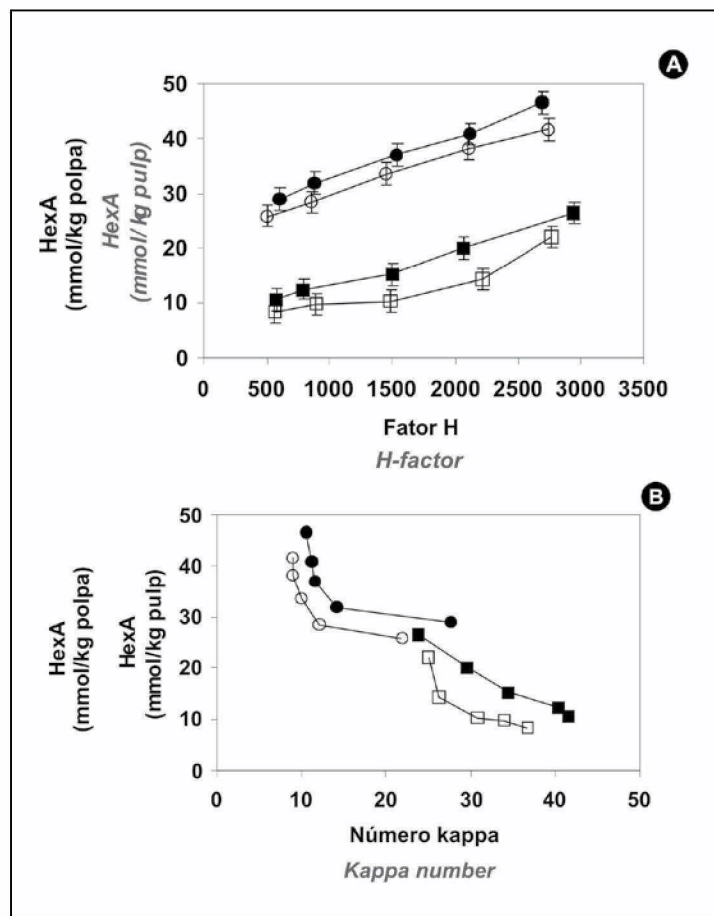 A
50
40
30
20
10
0
HexA
(mmol/kg polpa)
HexA
(mmol/ kg pulp)
0 500 1000 1500 2000 2500 3000 3500
Fator H
H-factor
B
50
40
30
20
10
0
HexA
(mmol/kg polpa)
HexA
(mmol/kg pulp)
0 10 20 30 40 50
Número kappa
Kappa number